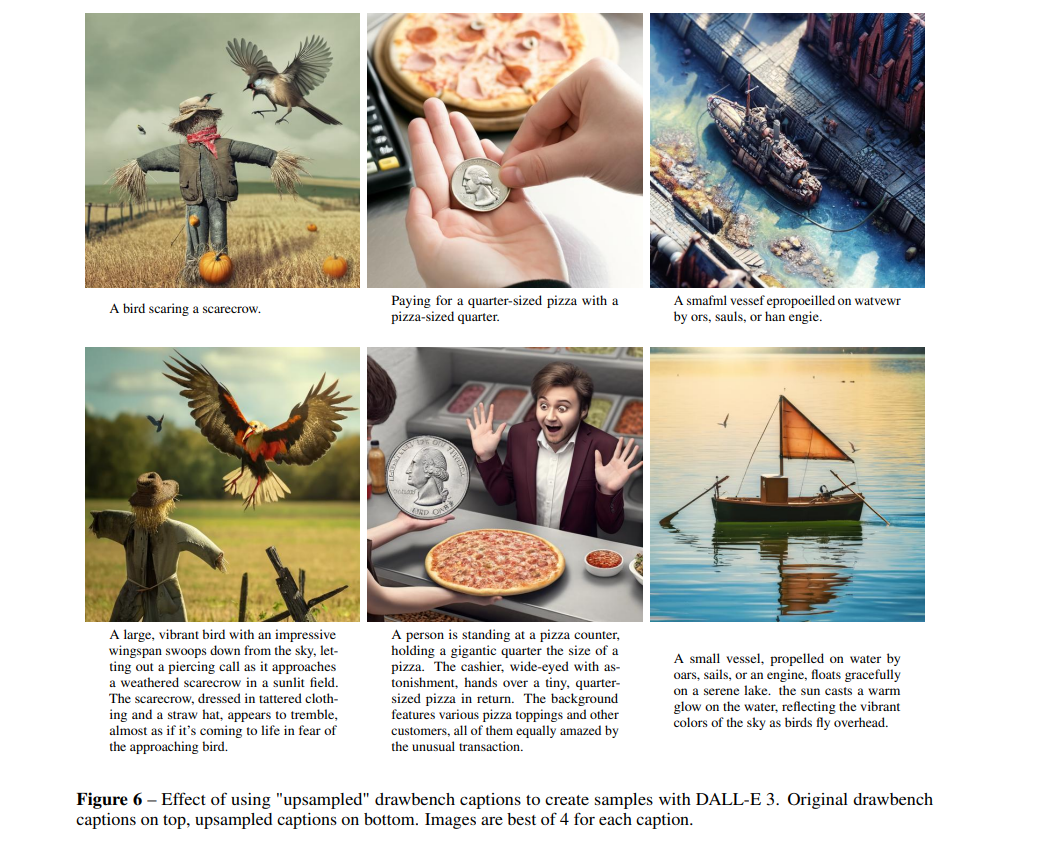 A bird scaring a scarecrow.
Paying for a quarter-sized pizza with a
pizza-sized quarter.
A smafml vessef epropoeilled on watvewr
by ors, sauls, or han engie.
A large, vibrant bird with an impressive
wingspan swoops down from the sky, let-
ting out a piercing call as it approaches
a weathered scarecrow in a sunlit field.
The scarecrow, dressed in tattered cloth-
ing and a straw hat, appears to tremble,
almost as if it's coming to life in fear of
the approaching bird.
A person is standing at a pizza counter,
holding a gigantic quarter the size of a
pizza. The cashier, wide-eyed with as-
tonishment, hands over a tiny, quarter-
sized pizza in return. The background
features various pizza toppings and other
customers, all of them equally amazed by
the unusual transaction.
A small vessel, propelled on water by
oars, sails, or an engine, floats gracefully
on a serene lake. the sun casts a warm
glow on the water, reflecting the vibrant
colors of the sky as birds fly overhead.
Figure 6 – Effect of using "upsampled" drawbench captions to create samples with DALL-E 3. Original drawbench
captions on top, upsampled captions on bottom. Images are best of 4 for each caption.